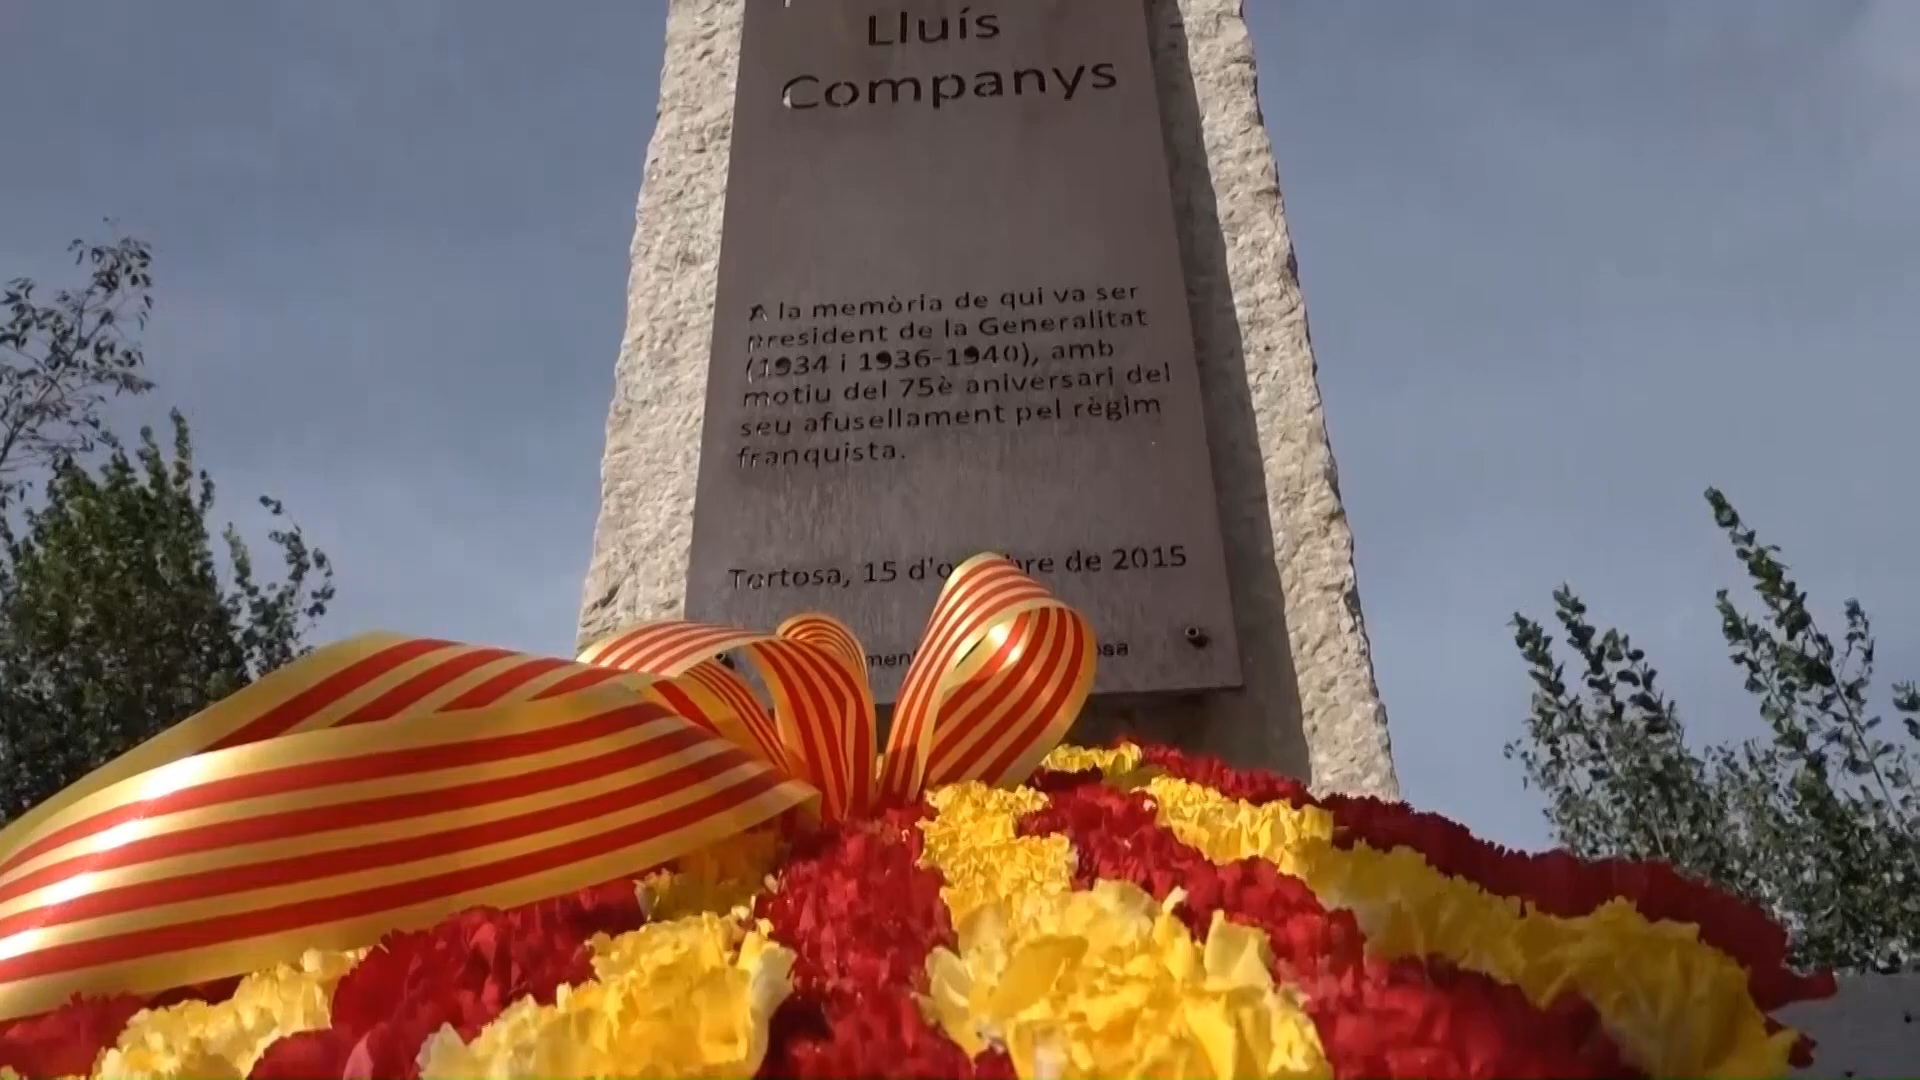 Lluís
Companys
A la memòria de qui va ser
president de la Generalitat
(1934 i 1936-1940), amb
motiu del 75è aniversari del
seu afusellament pel règim
franquista.
Tortosa, 15 de 2015